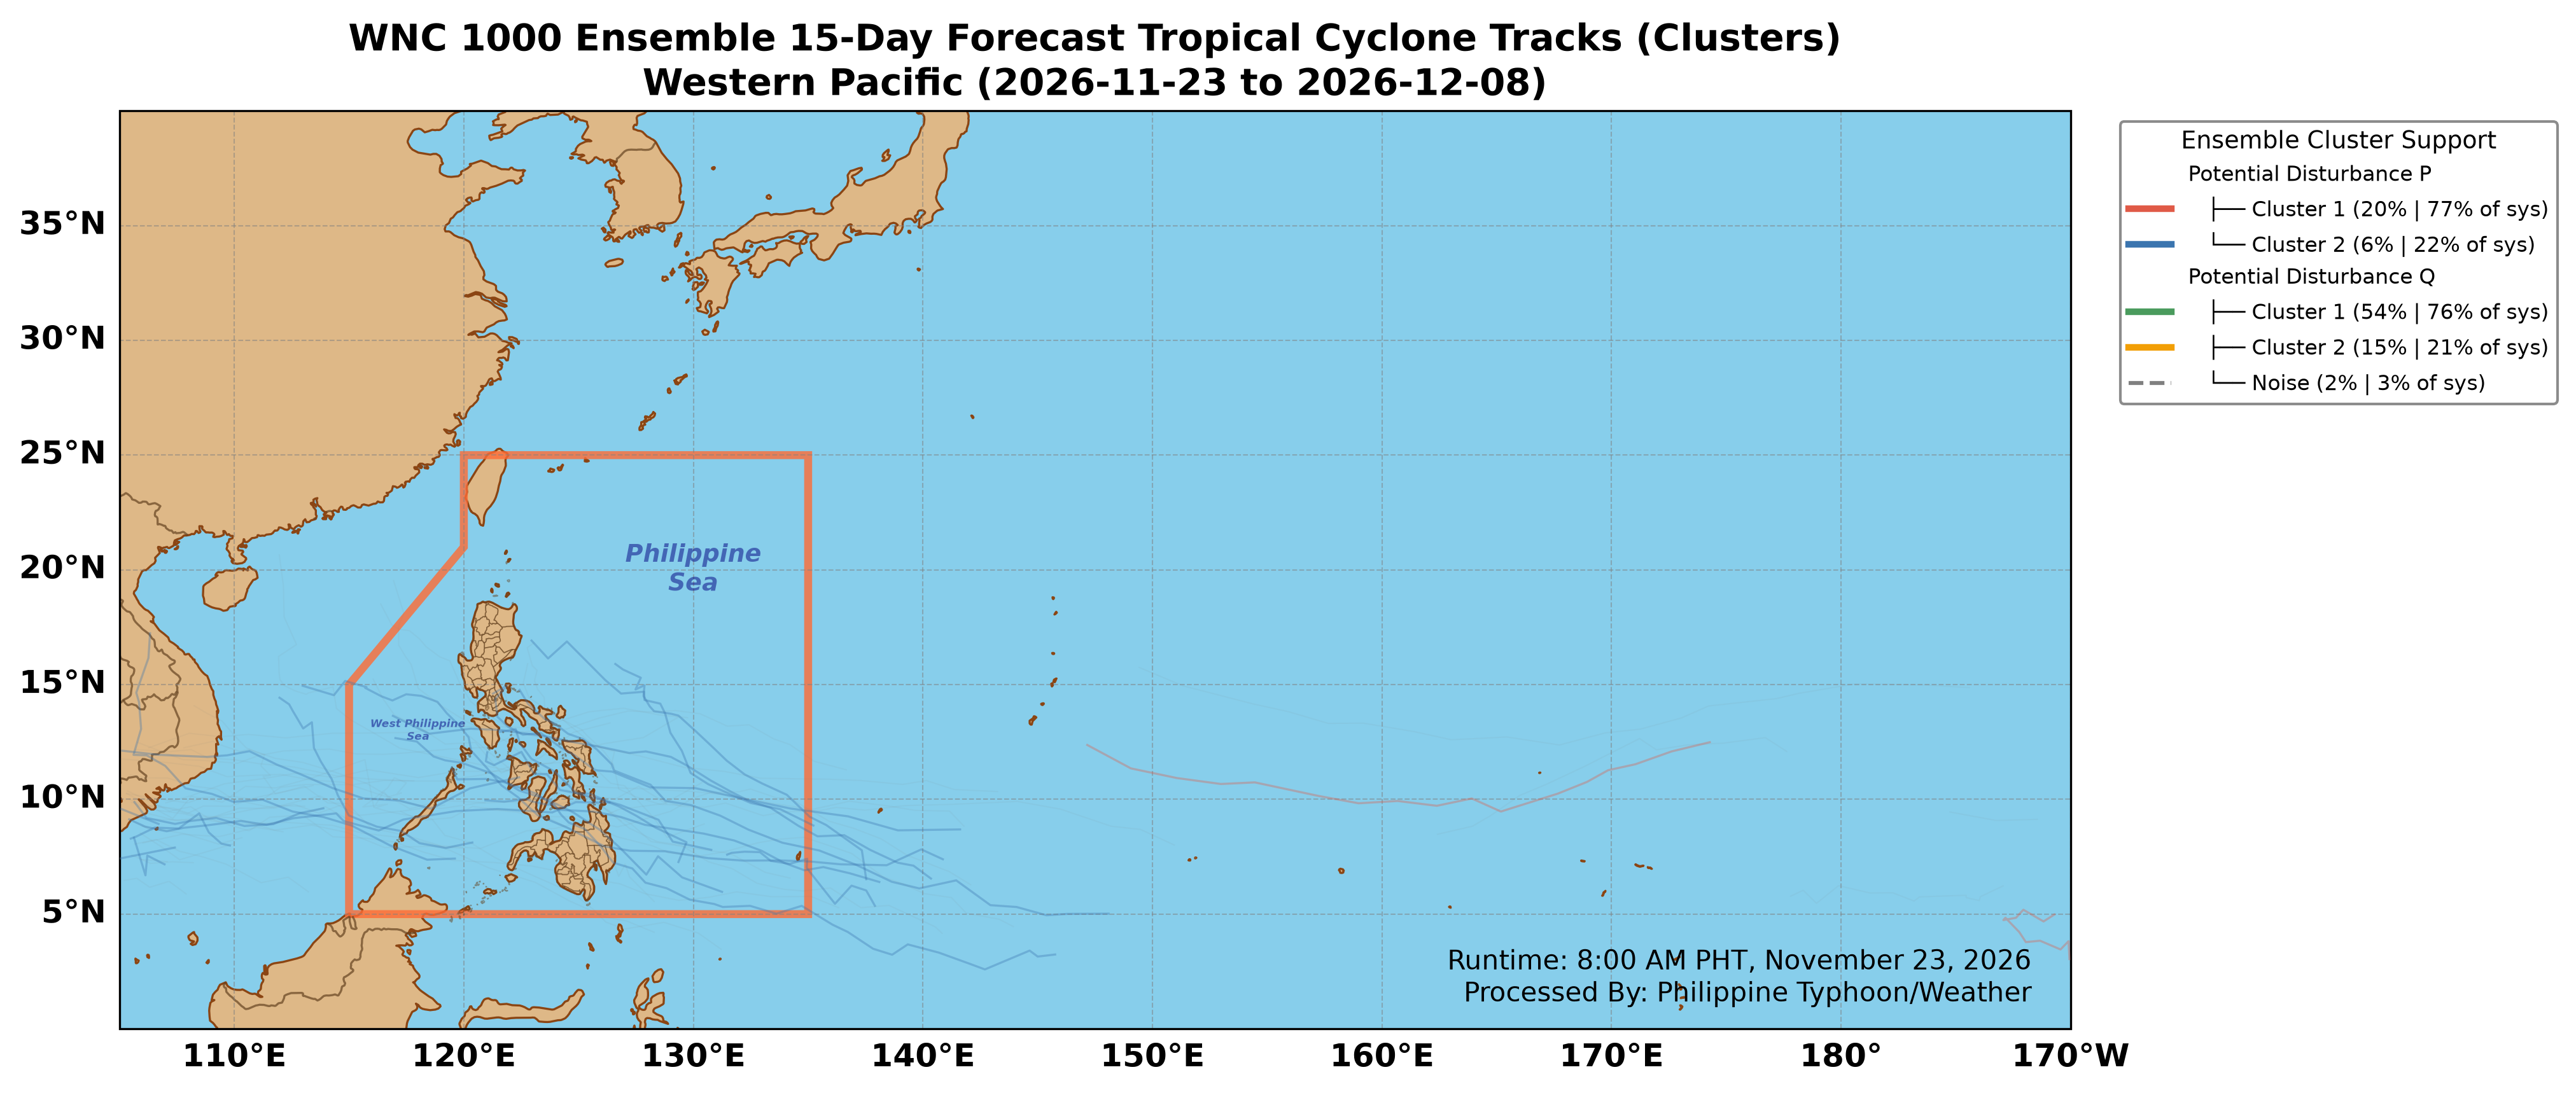 WNC 1000 Ensemble 15-Day Forecast Tropical Cyclone Tracks (Clusters)
Western Pacific (2026-11-23 to 2026-12-08)
Ensemble Cluster Support
Potential Disturbance P
├── Cluster 1 (20% | 77% of sys)
└── Cluster 2 (6% | 22% of sys)
Potential Disturbance Q
├── Cluster 1 (54% | 76% of sys)
├── Cluster 2 (15% | 21% of sys)
└── Noise (2% | 3% of sys)
35°N
30°N
25°N
20°N
15°N
10°N
5°N
Philippine
Sea
West Philippine
Sea
Runtime: 8:00 AM PHT, November 23, 2026
Processed By: Philippine Typhoon/Weather
110°E
120°E
130°E
140°E
150°E
160°E
170°E
180°
170°W